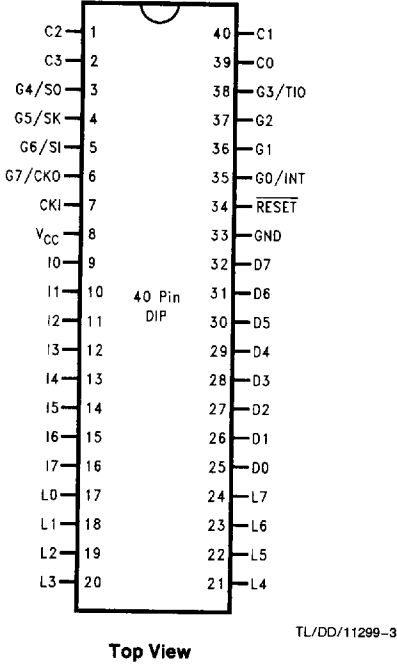 C2 1 40 C1
C3 2 39 C0
G4/SO 3 38 G3/TIO
G5/SK 4 37 G2
G6/SI 5 36 G1
G7/CKO 6 35 G0/INT
CKI 7 34 RESET
VCC 8 33 GND
I0 9 32 D7
I1 10 31 D6
I2 11 30 D5
I3 12 29 D4
I4 13 28 D3
I5 14 27 D2
I6 15 26 D1
I7 16 25 D0
L0 17 24 L7
L1 18 23 L6
L2 19 22 L5
L3 20 21 L4
40 Pin
DIP
TL/DD/11299-3
Top View